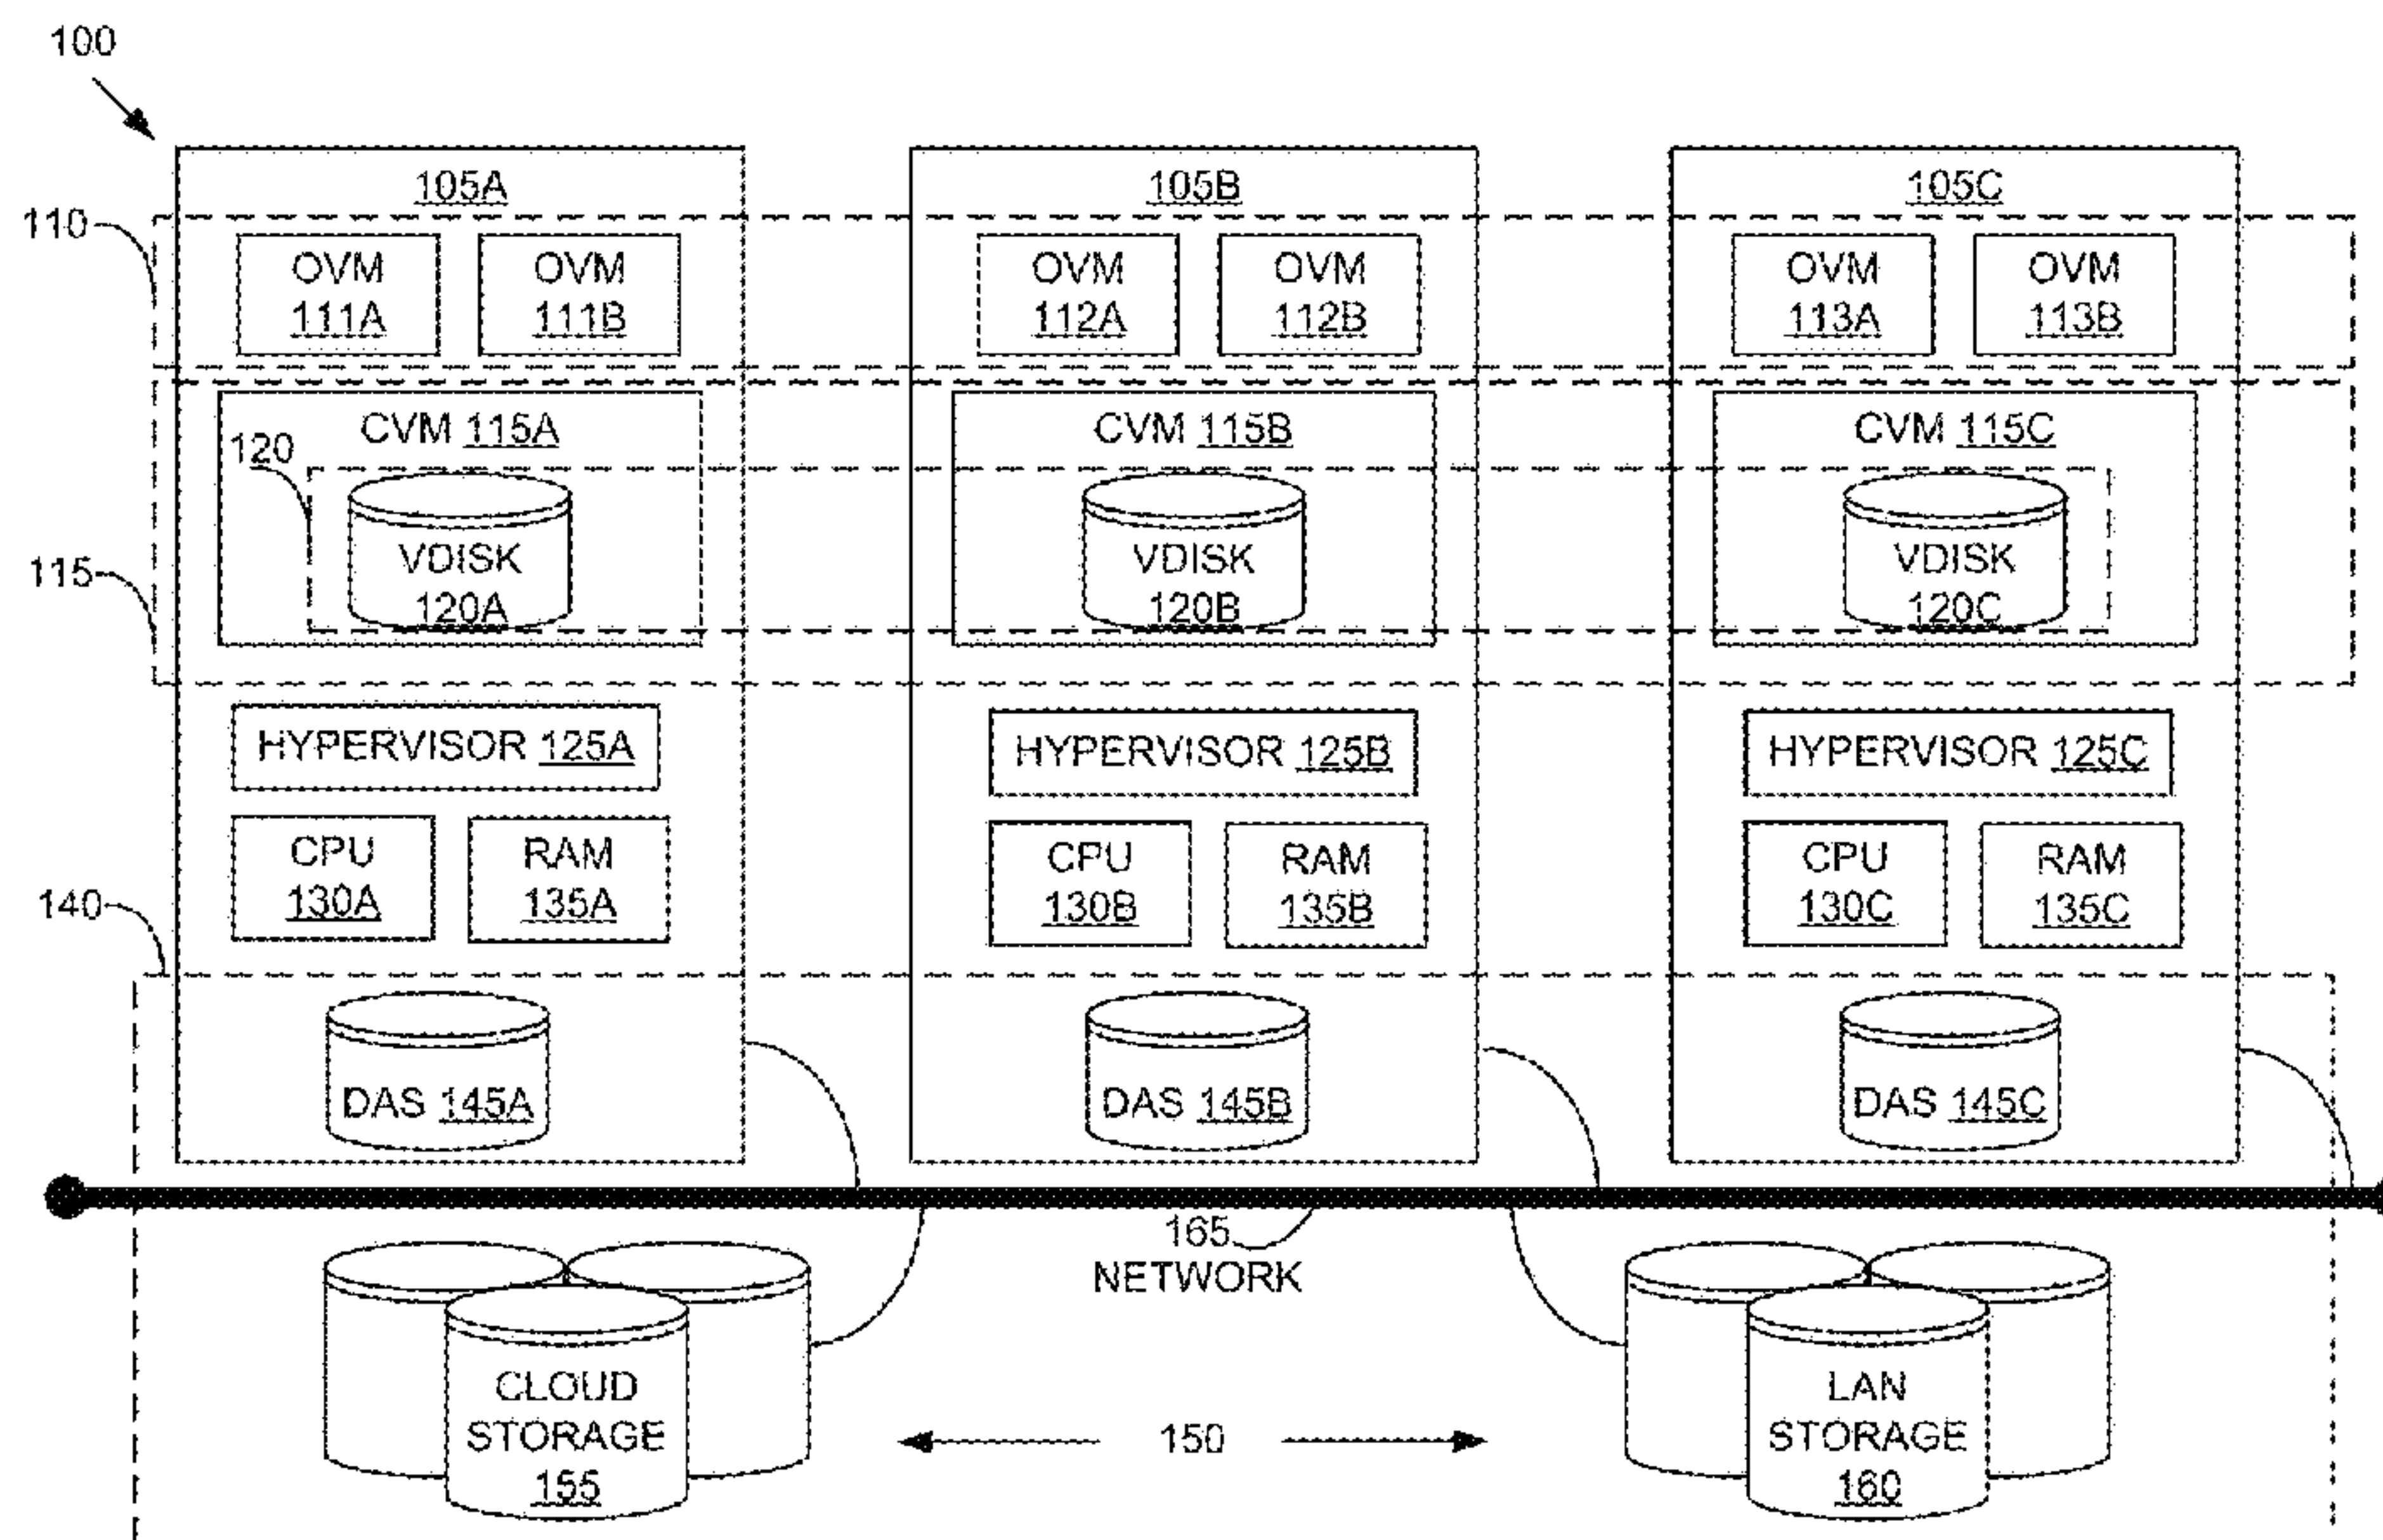 100
105A
105B
105C
110
OVM
111A
OVM
111B
OVM
112A
OVM
112B
OVM
113A
OVM
113B
CVM 115A
CVM 115B
CVM 115C
120
VDISK
120A
VDISK
120B
VDISK
120C
115
HYPERVISOR 125A
HYPERVISOR 125B
HYPERVISOR 125C
CPU
130A
RAM
135A
CPU
130B
RAM
135B
CPU
130C
RAM
135C
140
DAS 145A
DAS 145B
DAS 145C
165
NETWORK
CLOUD
STORAGE
155
150
LAN
STORAGE
160